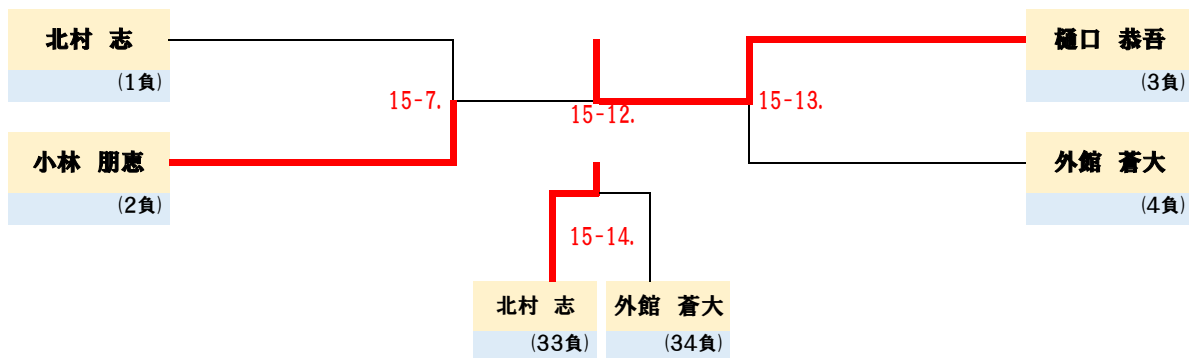 北村 志
(1負)
樋口 恭吾
(3負)
15-7.
15-12.
15-13.
小林 朋恵
(2負)
外館 蒼大
(4負)
15-14.
北村 志
(33負)
外館 蒼大
(34負)